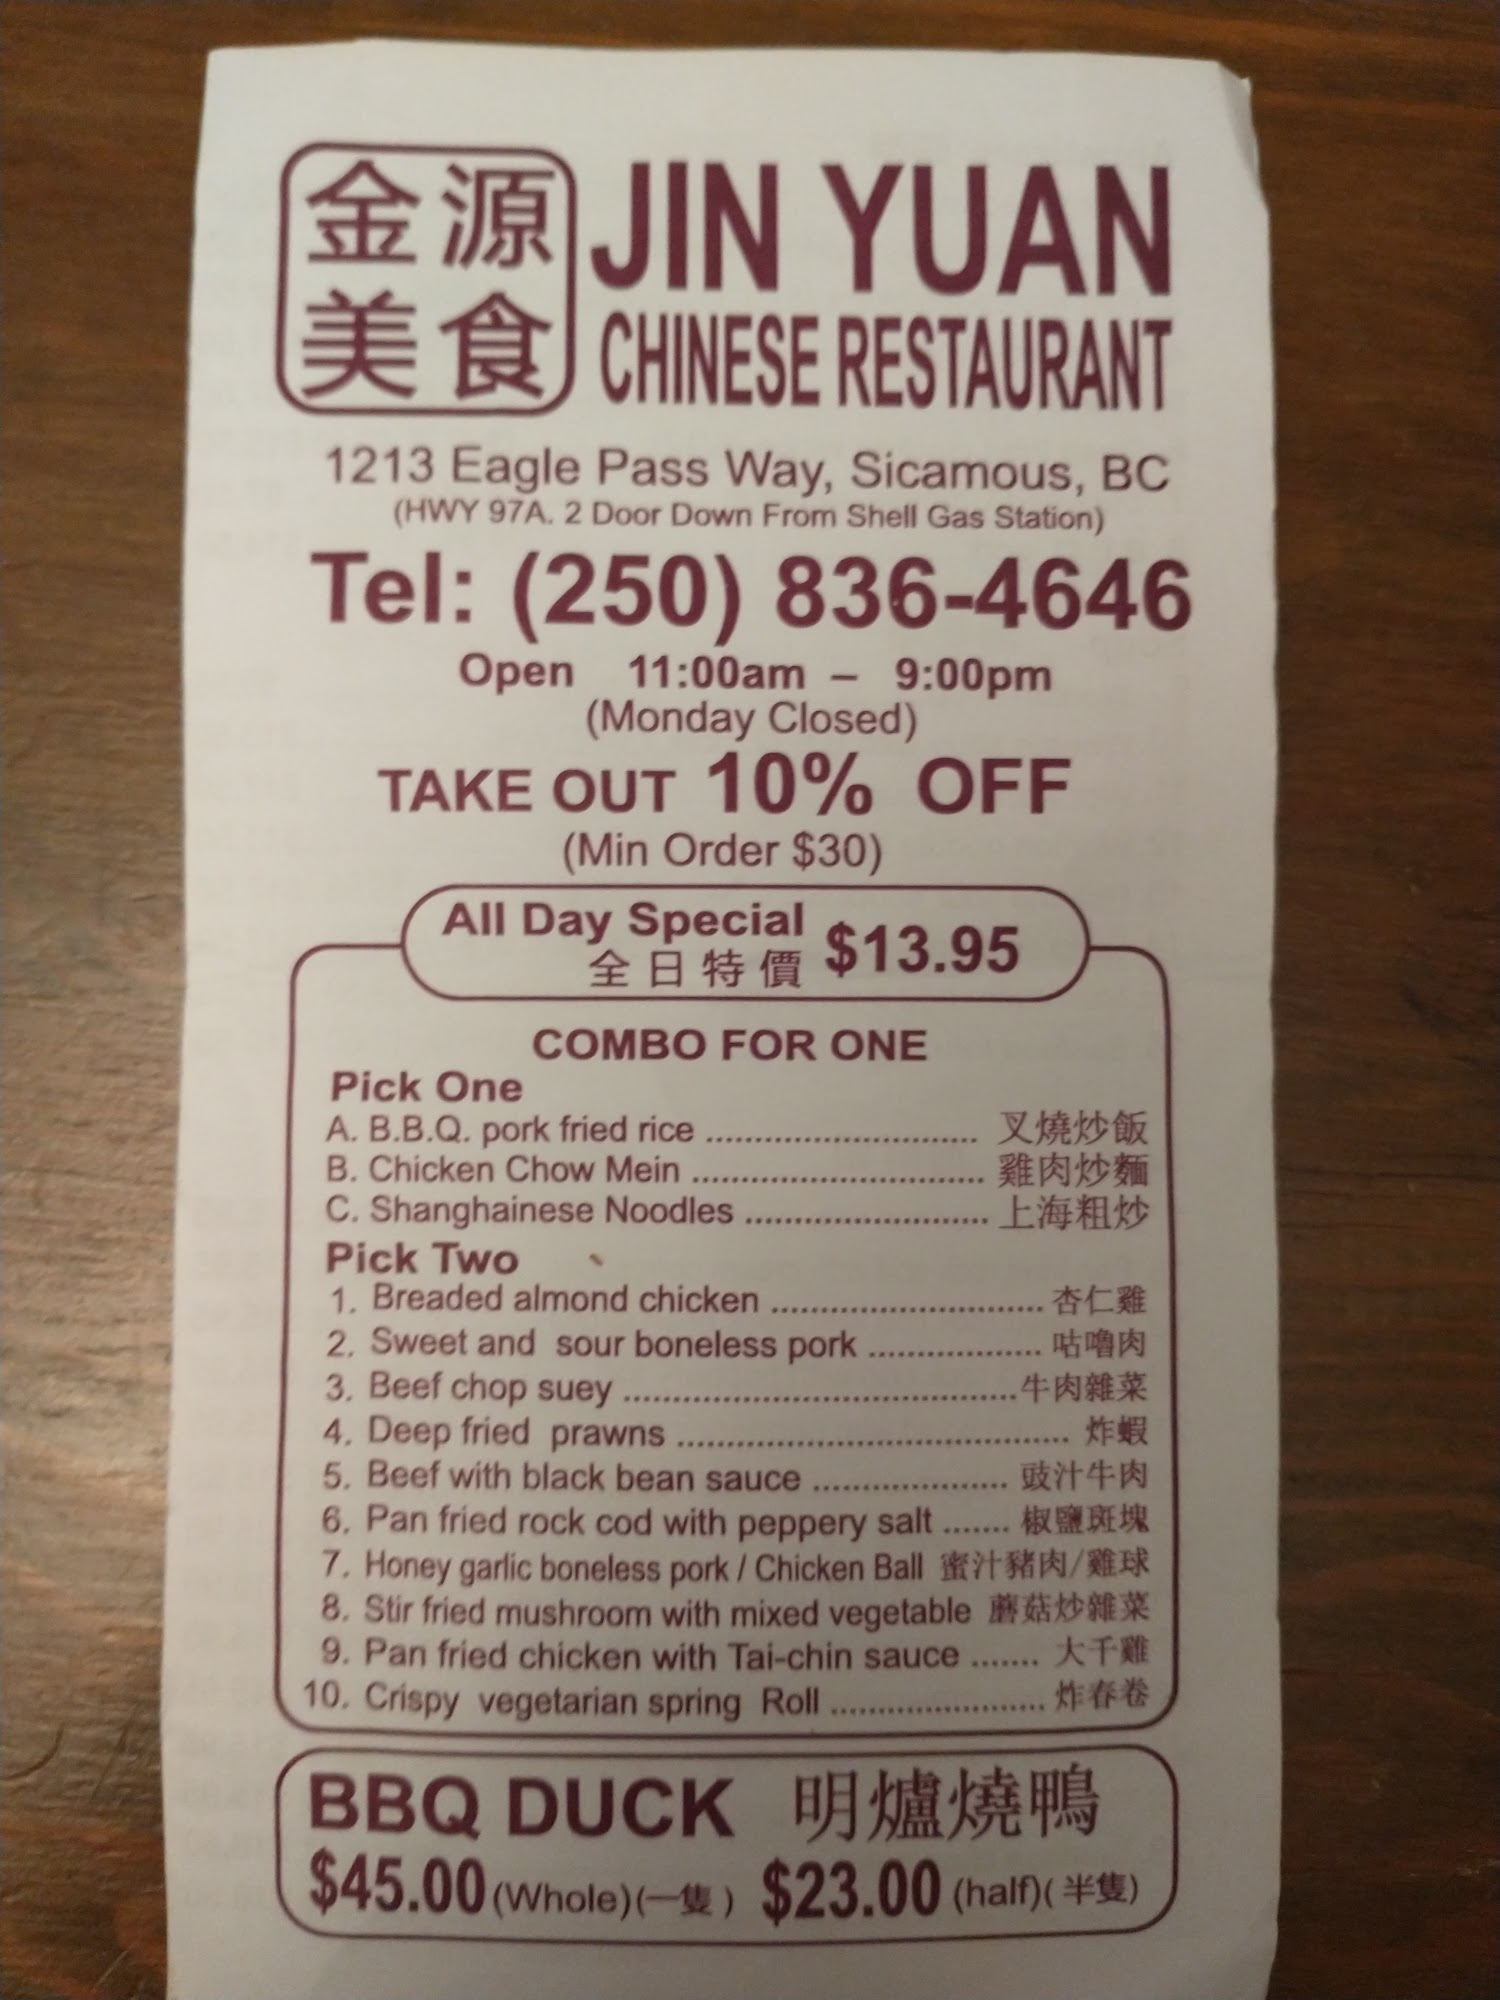 金源
美食
JIN YUAN
CHINESE RESTAURANT
1213 Eagle Pass Way, Sicamous, BC
(HWY 97A. 2 Door Down From Shell Gas Station)
Tel: (250) 836-4646
Open 11:00am – 9:00pm
(Monday Closed)
TAKE OUT 10% OFF
(Min Order $30)
All Day Special
全日特價
$13.95
COMBO FOR ONE
Pick One
A. B.B.Q. pork fried rice ........................... 叉燒炒飯
B. Chicken Chow Mein ............................. 雞肉炒麵
C. Shanghainese Noodles ........................ 上海粗炒
Pick Two
1. Breaded almond chicken ........................... 杏仁雞
2. Sweet and sour boneless pork ................. 咕嚕肉
3. Beef chop suey ....................................... 牛肉雜菜
4. Deep fried prawns ....................................... 炸蝦
5. Beef with black bean sauce ................... 豉汁牛肉
6. Pan fried rock cod with peppery salt ....... 椒鹽斑塊
7. Honey garlic boneless pork / Chicken Ball 蜜汁豬肉/雞球
8. Stir fried mushroom with mixed vegetable 蘑菇炒雜菜
9. Pan fried chicken with Tai-chin sauce ....... 大千雞
10. Crispy vegetarian spring Roll ..................... 炸春卷
BBQ DUCK 明爐燒鴨
$45.00 (Whole)(一隻) $23.00 (half)(半隻)